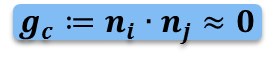 g_c ≔ n_i · n_j ≈ 0